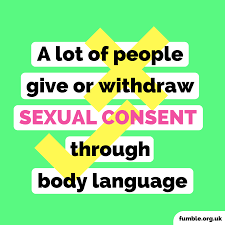 A lot of people
give or withdraw
SEXUAL CONSENT
through
body language
fumble.org.uk